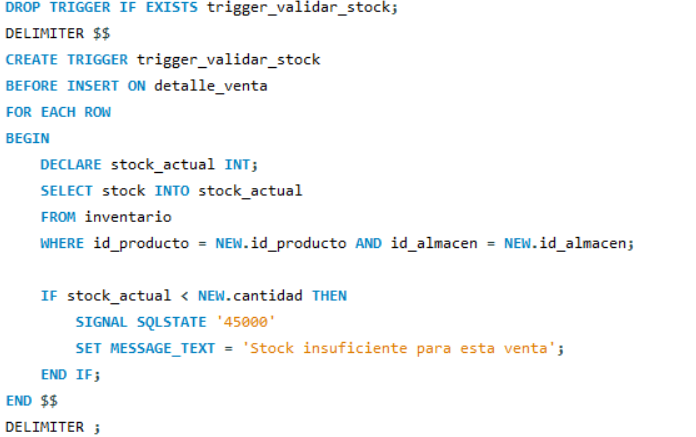 DROP TRIGGER IF EXISTS trigger_validar_stock;
DELIMITER $$
CREATE TRIGGER trigger_validar_stock
BEFORE INSERT ON detalle_venta
FOR EACH ROW
BEGIN
    DECLARE stock_actual INT;
    SELECT stock INTO stock_actual
    FROM inventario
    WHERE id_producto = NEW.id_producto AND id_almacen = NEW.id_almacen;

    IF stock_actual < NEW.cantidad THEN
        SIGNAL SQLSTATE '45000'
        SET MESSAGE_TEXT = 'Stock insuficiente para esta venta';
    END IF;
END $$
DELIMITER ;